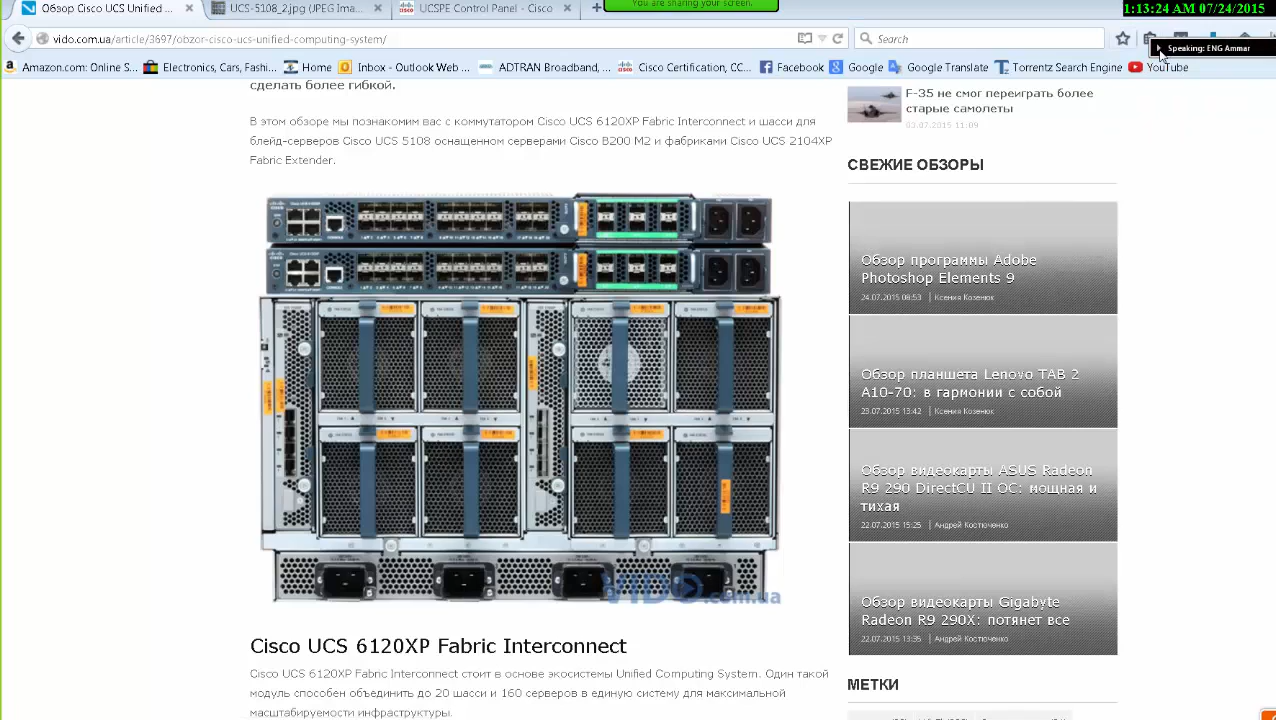 You are sharing your screen.
1:13:24 AM 07/24/2015
Обзор Cisco UCS Unified ...
UCS-5108_2.jpg (JPEG Ima...
UCSPE Control Panel - Cisco
vido.com.ua/article/3697/obzor-cisco-ucs-unified-computing-system/
Search
Speaking: ENG Ammar
Amazon.com: Online S...
Electronics, Cars, Fashi...
Home
Inbox - Outlook Web ...
Cisco Certification, CC...
Facebook
Google
Google Translate
Torrentz Search Engine
YouTube
сделать более гибкой.
В этом обзоре мы познакомим вас с коммутатором Cisco UCS 6120XP Fabric Interconnect и шасси для
блейд-серверов Cisco UCS 5108 оснащенном серверами Cisco B200 M2 и фабриками Cisco UCS 2104XP
Fabric Extender.
VIDO.com.ua
Cisco UCS 6120XP Fabric Interconnect
Cisco UCS 6120XP Fabric Interconnect стоит в основе экосистемы Unified Computing System. Один такой
модуль способен объединить до 20 шасси и 160 серверов в единую систему для максимальной
масштабируемости инфраструктуры.
F-35 не смог переиграть более
старые самолеты
03.07.2015 11:09
СВЕЖИЕ ОБЗОРЫ
Обзор программы Adobe
Photoshop Elements 9
24.07.2015 08:53 | Ксения Козенюк
Обзор планшета Lenovo TAB 2
A10-70: в гармонии с собой
23.07.2015 13:42 | Ксения Козенюк
Обзор видеокарты ASUS Radeon
R9 290 DirectCU II OC: мощная и
тихая
22.07.2015 15:25 | Андрей Костюченко
Обзор видеокарты Gigabyte
Radeon R9 290X: потянет все
22.07.2015 13:35 | Андрей Костюченко
МЕТКИ